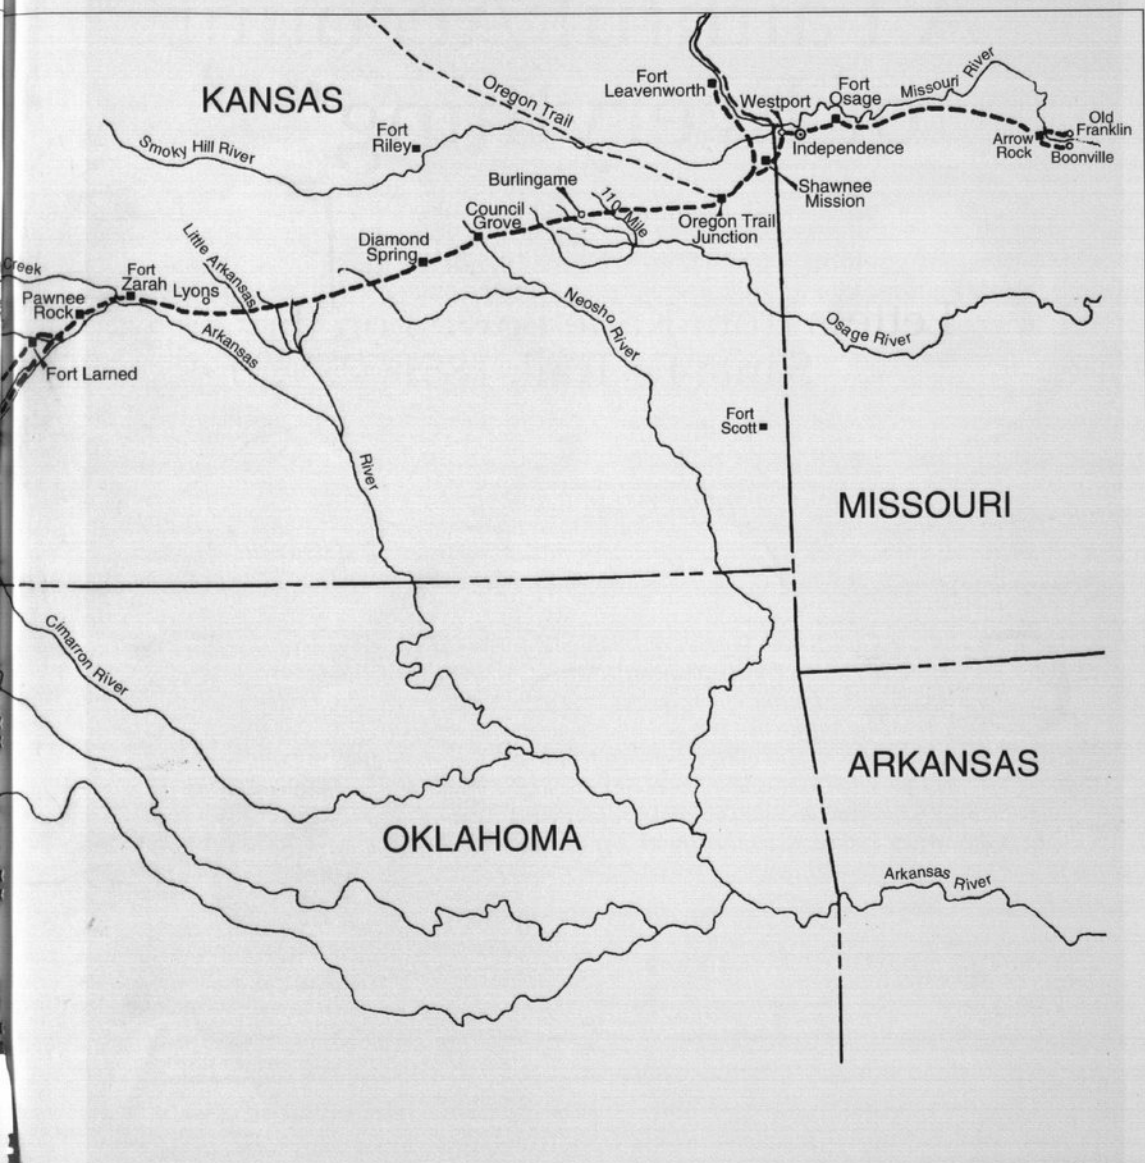 KANSAS
Oregon Trail
Fort
Leavenworth
Westport
Fort
Osage
Missouri River
Old
Franklin
Arrow
Rock
Boonville
Independence
Fort
Riley
Smoky Hill River
Shawnee
Mission
Burlingame
110 Mile
Council
Grove
Oregon Trail
Junction
Diamond
Spring
Little Arkansas
Creek
Fort
Zarah
Lyons
Pawnee
Rock
Arkansas
River
Neosho River
Osage River
Fort Larned
Fort
Scott
MISSOURI
Cimarron River
ARKANSAS
OKLAHOMA
Arkansas River